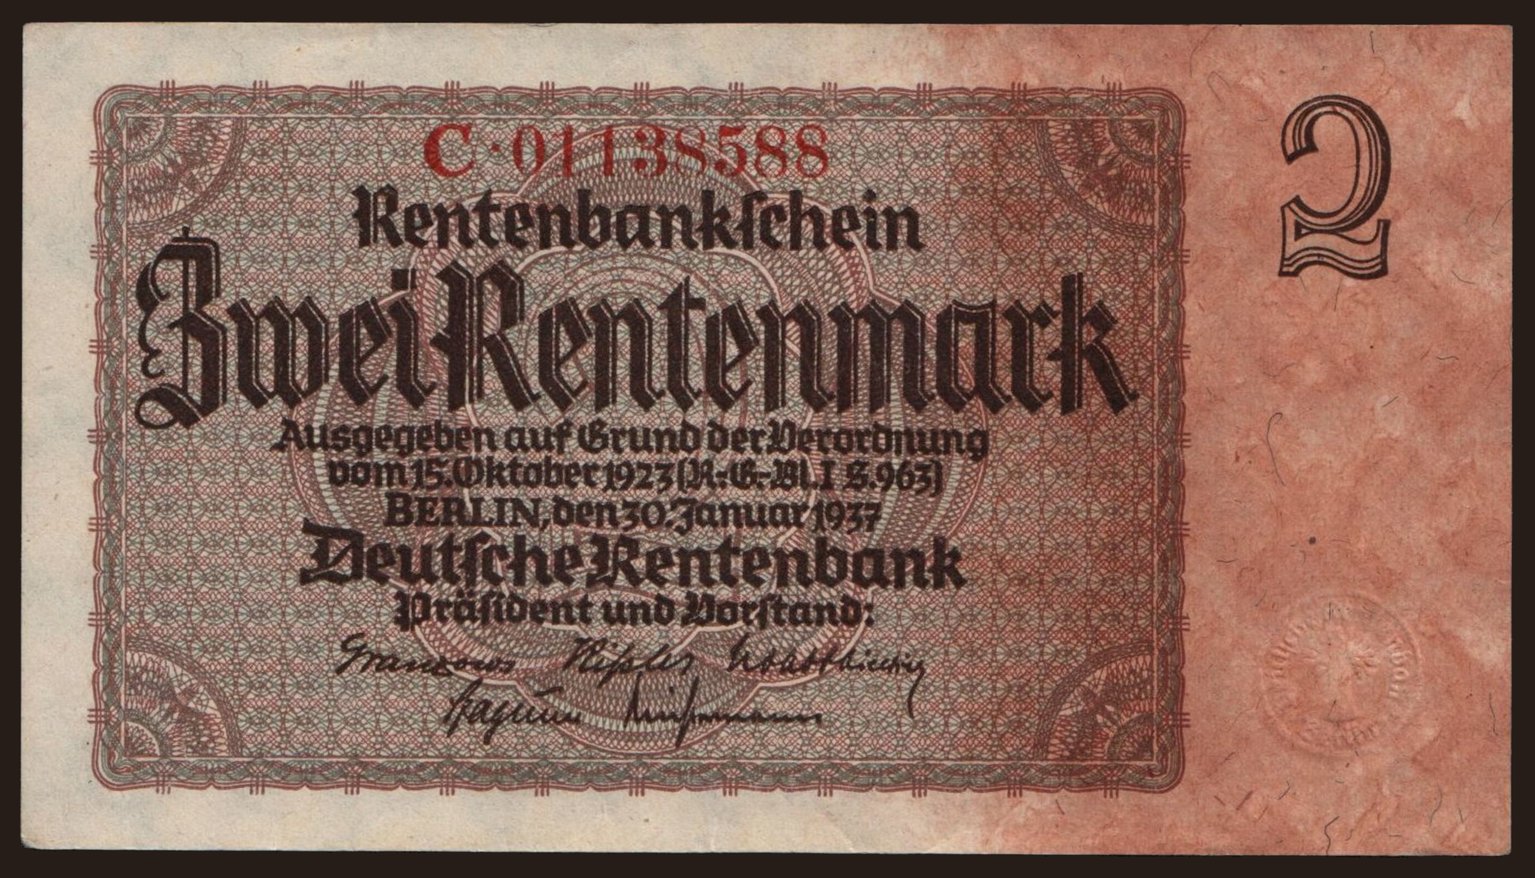 C·01138588
Rentenbankſchein
2
Zwei Rentenmark
Ausgegeben auf Grund der Verordnung
vom 15. Oktober 1923 (R.-G.-Bl. I S. 963)
BERLIN, den 30. Januar 1937
Deutſche Rentenbank
Präſident und Vorſtand: